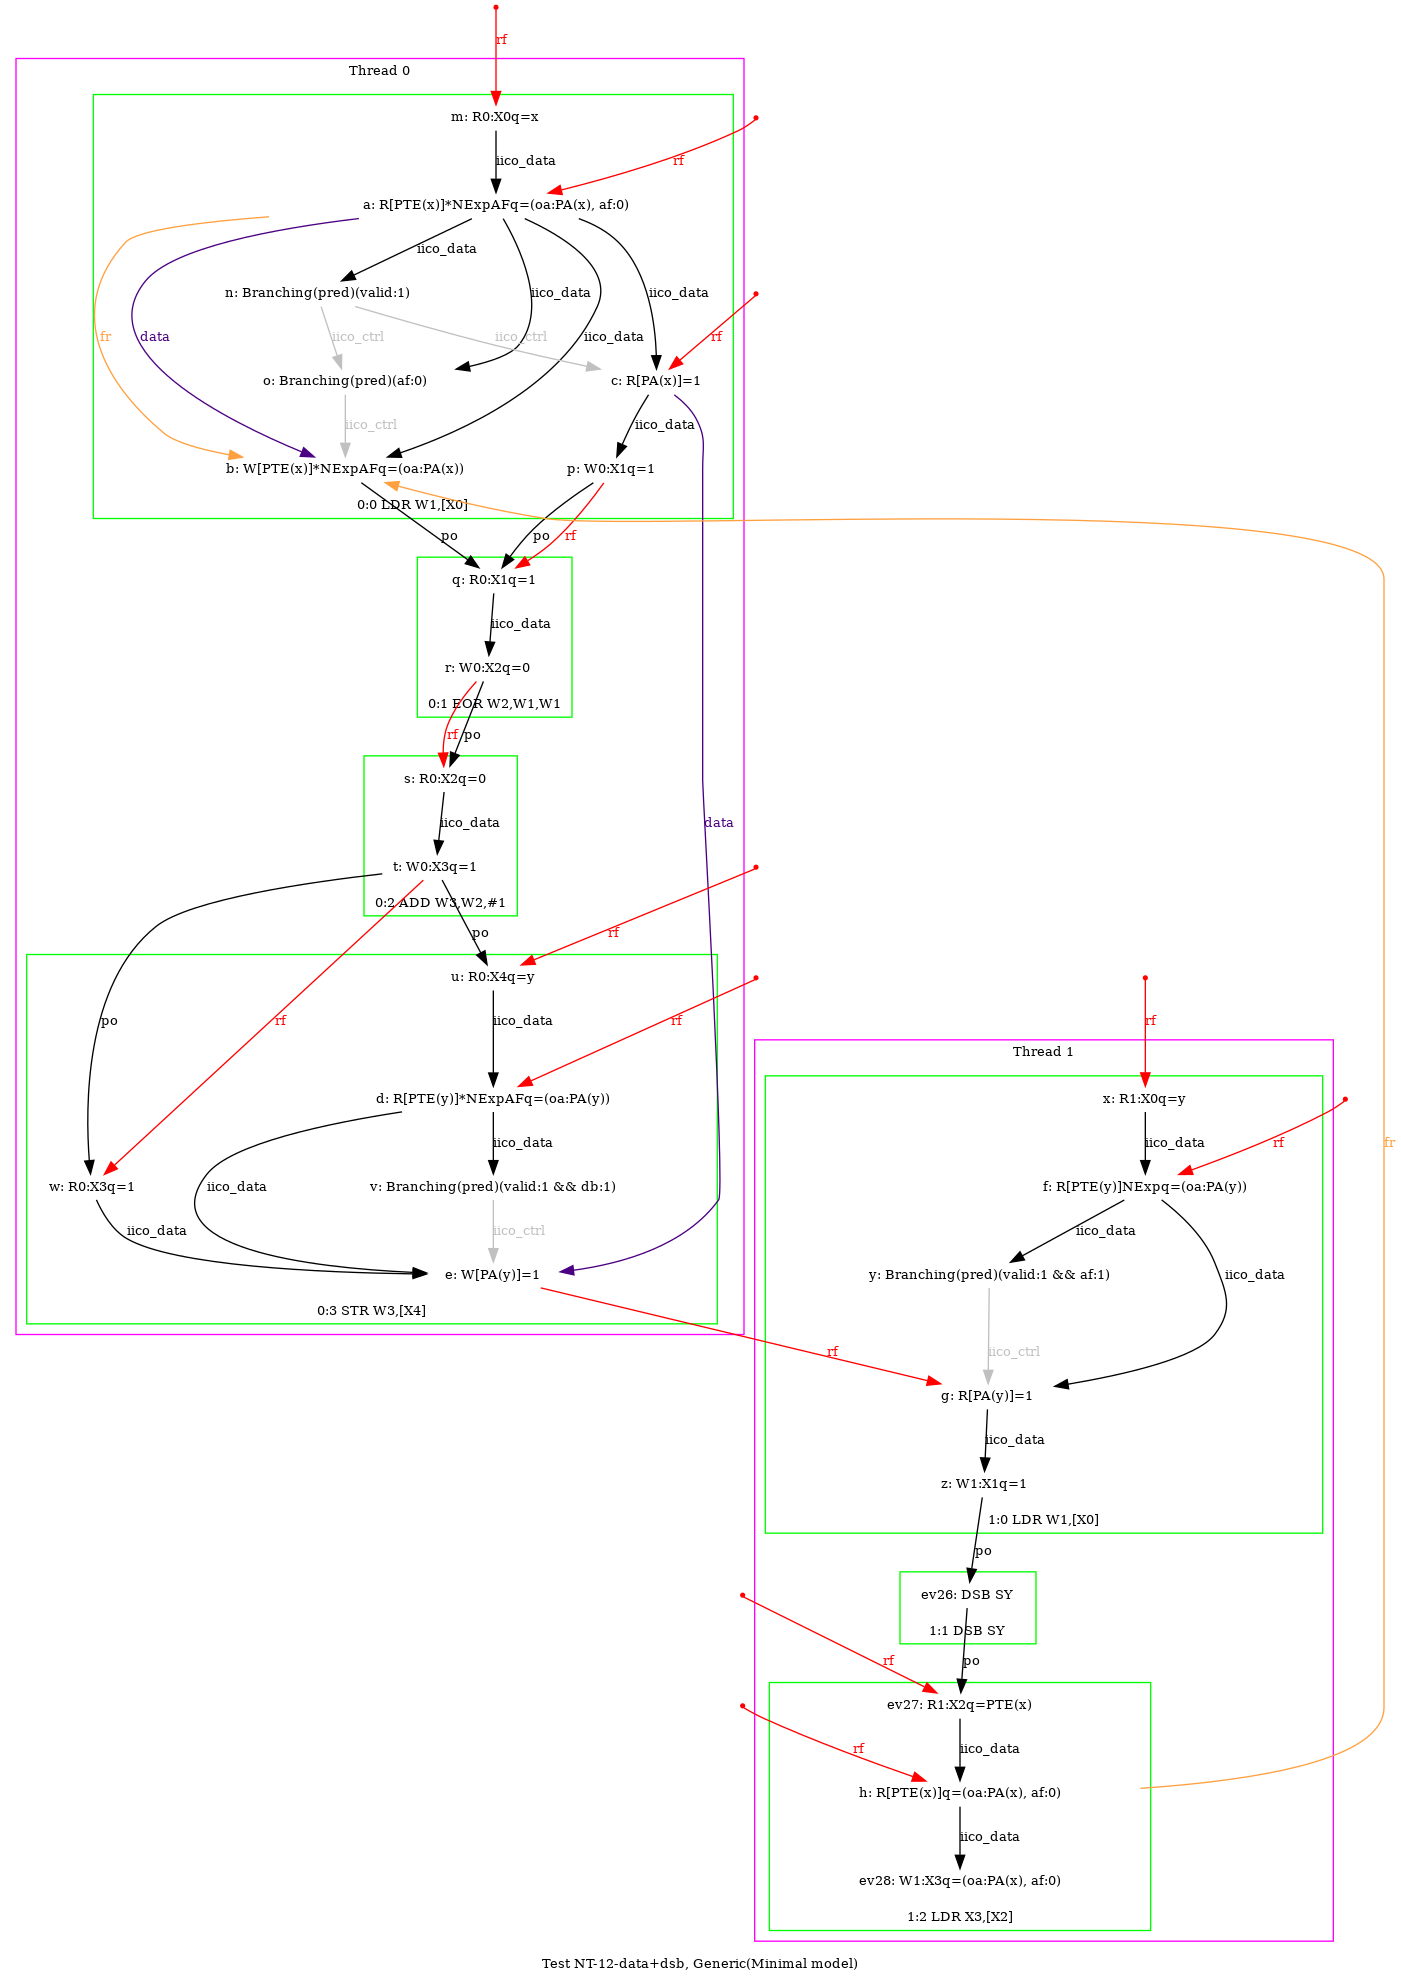 rf
Thread 0
m: R0:X0q=x
iico_data
rf
a: R[PTE(x)]*NExpAFq=(oa:PA(x), af:0)
iico_data
n: Branching(pred)(valid:1)
iico_data
iico_data
fr
data
iico_ctrl
iico_ctrl
iico_data
rf
o: Branching(pred)(af:0)
c: R[PA(x)]=1
iico_ctrl
iico_data
b: W[PTE(x)]*NExpAFq=(oa:PA(x))
p: W0:X1q=1
0:0 LDR W1,[X0]
po
po
rf
q: R0:X1q=1
iico_data
r: W0:X2q=0
0:1 EOR W2,W1,W1
rf
po
s: R0:X2q=0
iico_data
data
t: W0:X3q=1
0:2 ADD W3,W2,#1
po
rf
u: R0:X4q=y
po
rf
iico_data
rf
rf
Thread 1
d: R[PTE(y)]*NExpAFq=(oa:PA(y))
x: R1:X0q=y
iico_data
iico_data
rf
fr
w: R0:X3q=1
iico_data
v: Branching(pred)(valid:1 && db:1)
f: R[PTE(y)]NExpq=(oa:PA(y))
iico_data
iico_ctrl
iico_data
e: W[PA(y)]=1
y: Branching(pred)(valid:1 && af:1)
iico_data
0:3 STR W3,[X4]
rf
iico_ctrl
g: R[PA(y)]=1
iico_data
z: W1:X1q=1
1:0 LDR W1,[X0]
po
ev26: DSB SY
1:1 DSB SY
rf
po
ev27: R1:X2q=PTE(x)
rf
iico_data
h: R[PTE(x)]q=(oa:PA(x), af:0)
iico_data
ev28: W1:X3q=(oa:PA(x), af:0)
1:2 LDR X3,[X2]
Test NT-12-data+dsb, Generic(Minimal model)